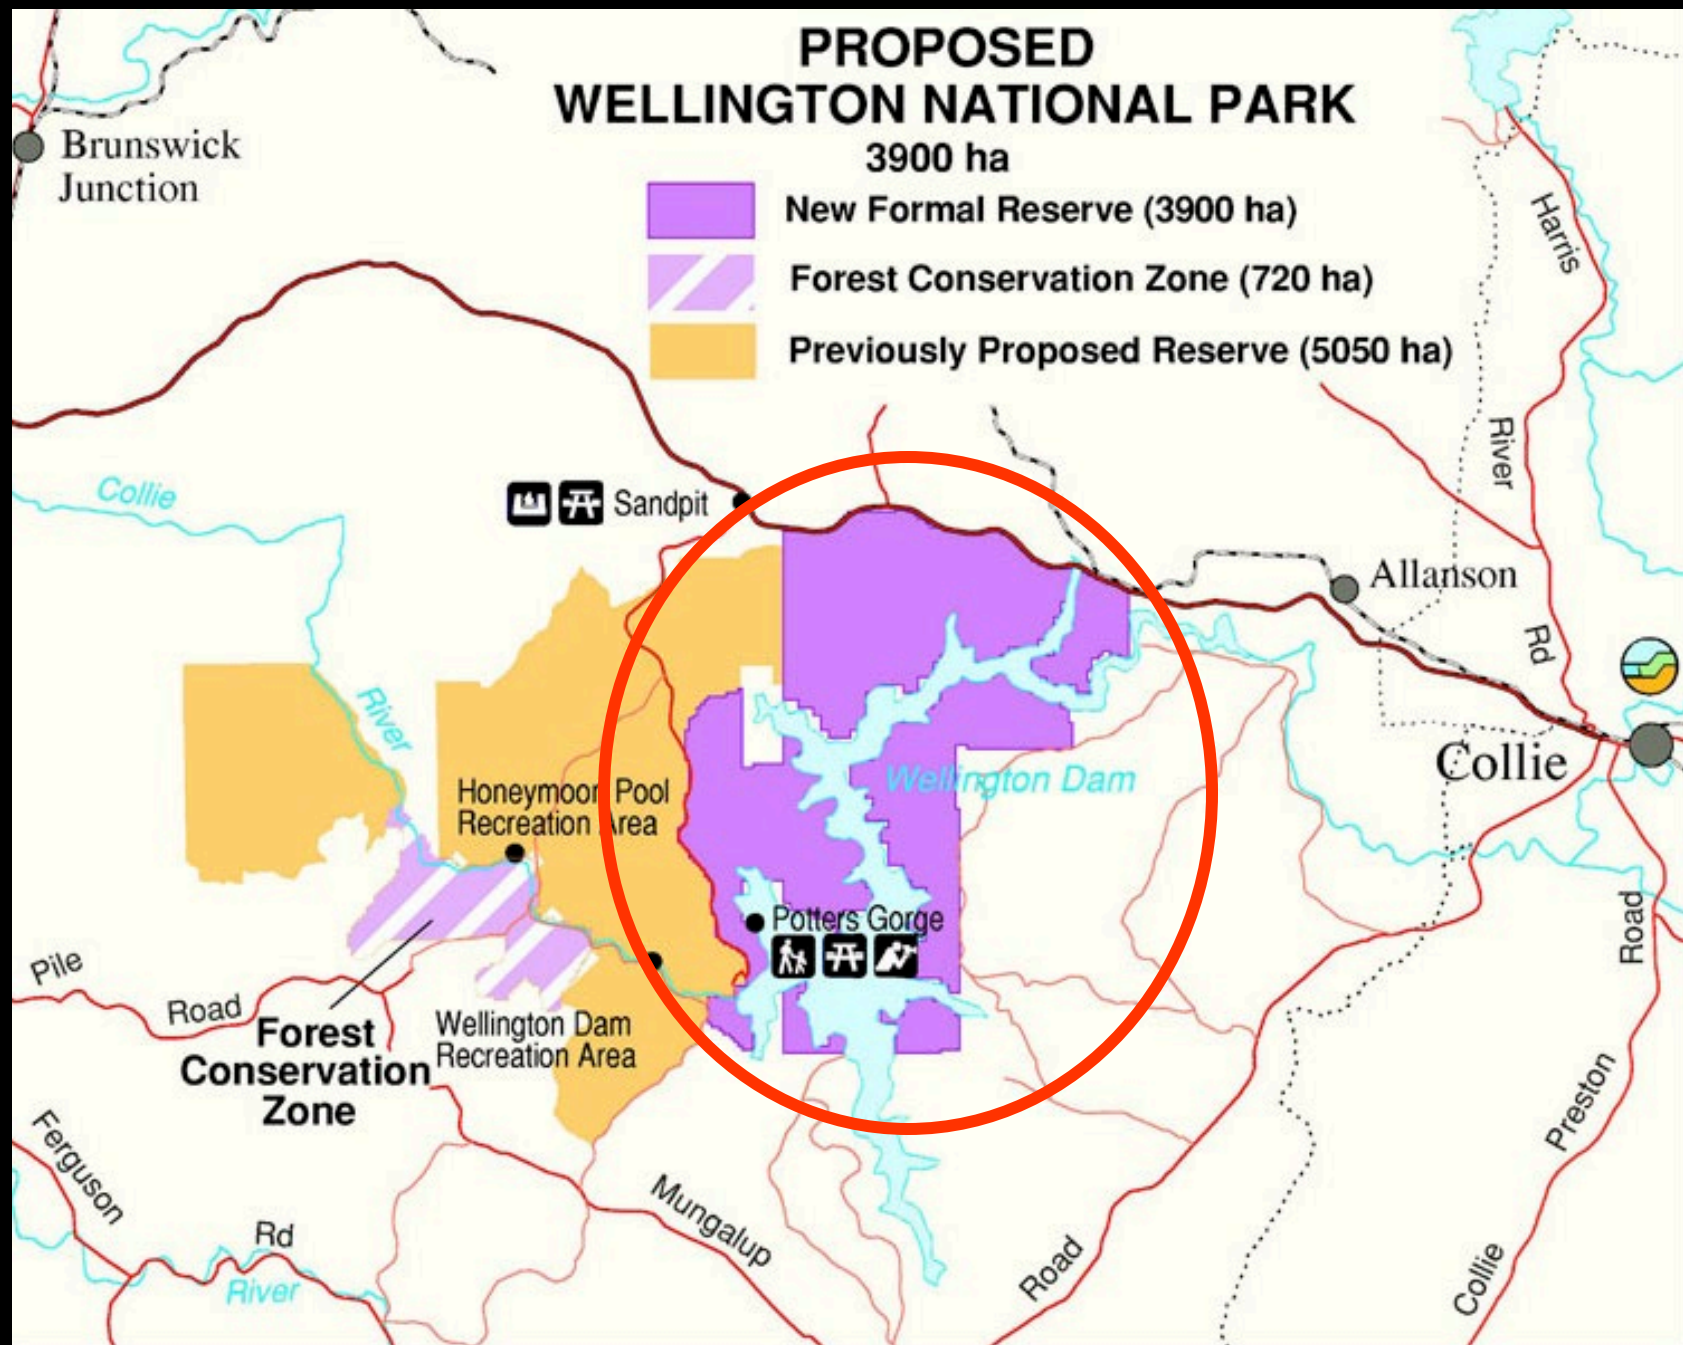 PROPOSED
WELLINGTON NATIONAL PARK
3900 ha
New Formal Reserve (3900 ha)
Forest Conservation Zone (720 ha)
Previously Proposed Reserve (5050 ha)
Brunswick
Junction
Harris
River
Rd
Collie
River
Sandpit
Allanson
Collie
Wellington Dam
Honeymoon Pool
Recreation Area
Potters Gorge
Pile
Road
Forest
Conservation
Zone
Wellington Dam
Recreation Area
Ferguson
Rd
River
Mungalup
Road
Road
Preston
Collie